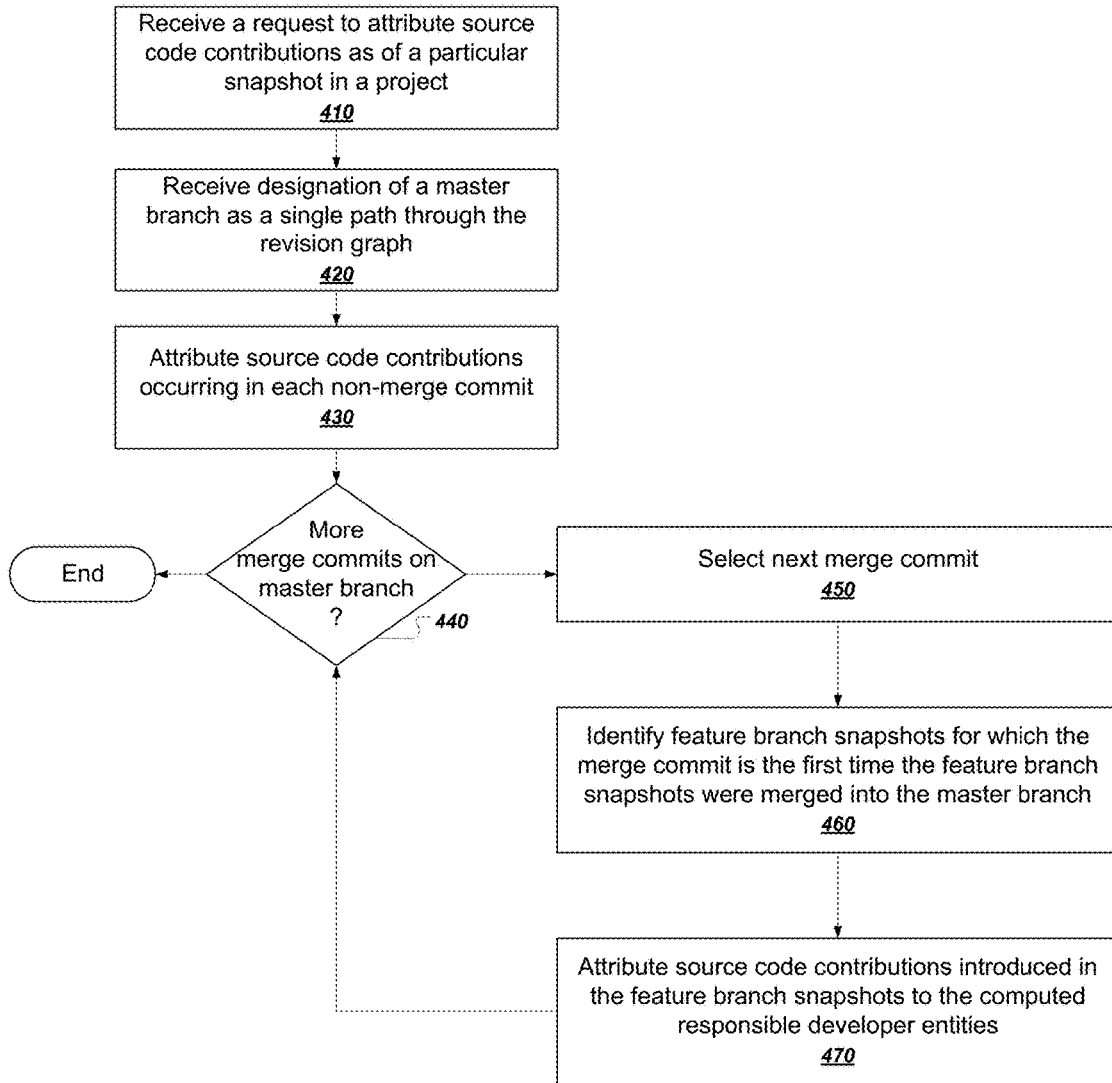 Receive a request to attribute source
code contributions as of a particular
snapshot in a project
410
Receive designation of a master
branch as a single path through the
revision graph
420
Attribute source code contributions
occurring in each non-merge commit
430
More
merge commits on
master branch
?
440
End
Select next merge commit
450
Identify feature branch snapshots for which the
merge commit is the first time the feature branch
snapshots were merged into the master branch
460
Attribute source code contributions introduced in
the feature branch snapshots to the computed
responsible developer entities
470